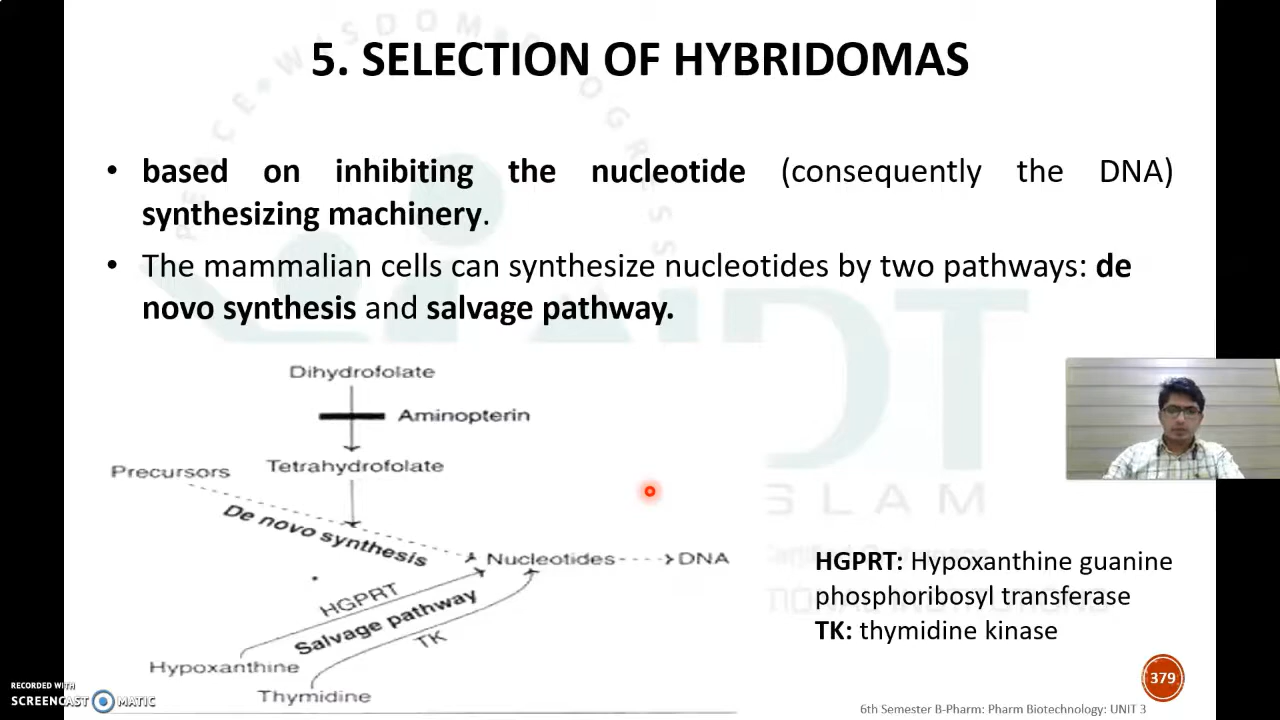 5. SELECTION OF HYBRIDOMAS
• based on inhibiting the nucleotide (consequently the DNA)
synthesizing machinery.
• The mammalian cells can synthesize nucleotides by two pathways: de
novo synthesis and salvage pathway.
Dihydrofolate
Aminopterin
Precursors
Tetrahydrofolate
De novo synthesis
Nucleotides
DNA
HGPRT
Salvage pathway
TK
Hypoxanthine
Thymidine
GLAM
HGPRT: Hypoxanthine guanine
phosphoribosyl transferase
TK: thymidine kinase
379
RECORDED WITH
SCREENCAST MATIC
6th Semester B-Pharm: Pharm Biotechnology: UNIT 3